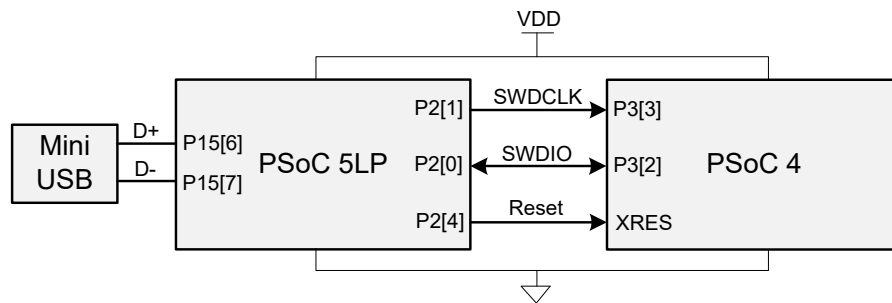 VDD
SWDCLK
P2[1]
P3[3]
D+
Mini
USB
P15[6]
PSoC 5LP
P2[0]
SWDIO
P3[2]
PSoC 4
D-
P15[7]
P2[4]
Reset
XRES